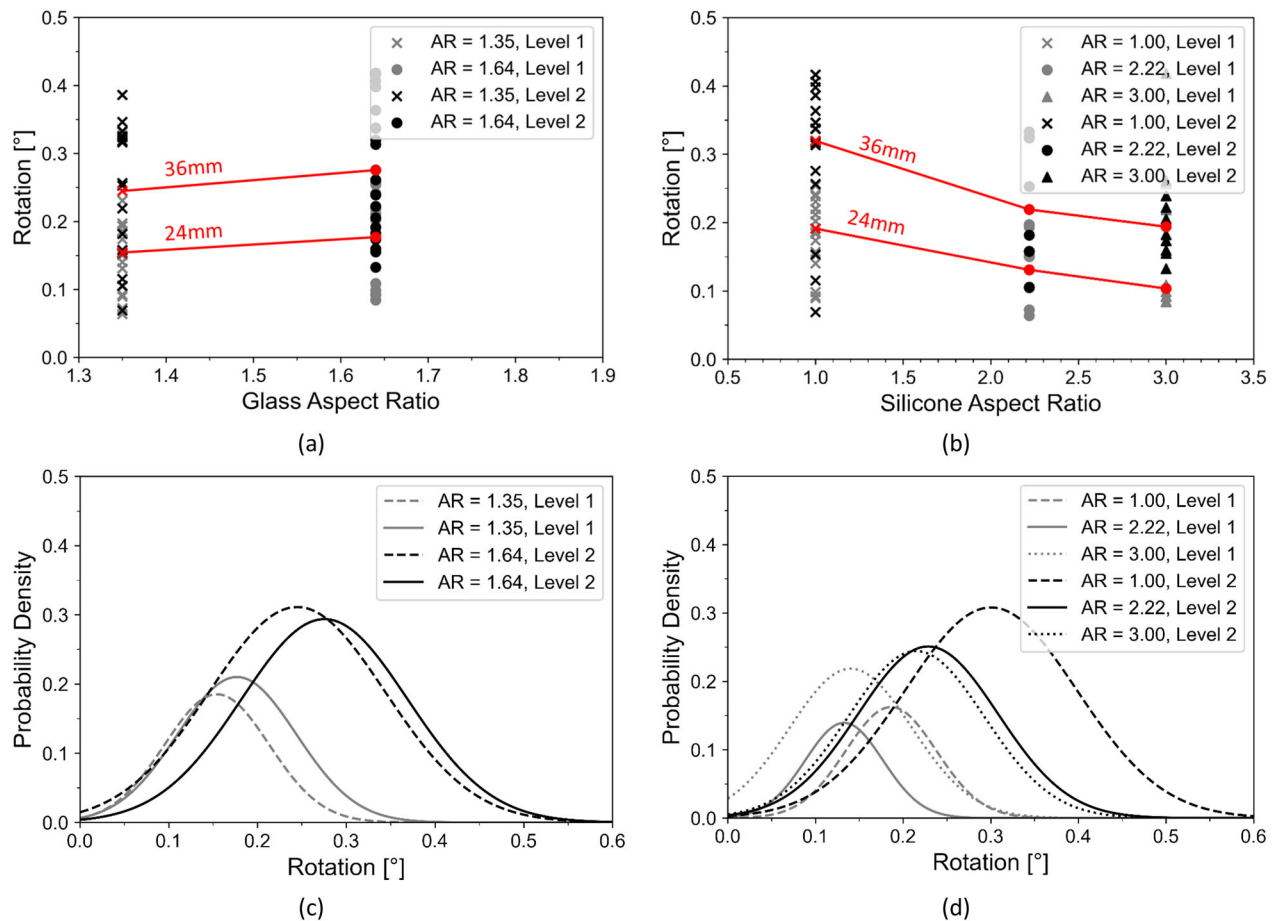 0.5
0.4
0.3
0.2
0.1
0.0
Rotation [°]
AR = 1.35, Level 1
AR = 1.64, Level 1
AR = 1.35, Level 2
AR = 1.64, Level 2
36mm
24mm
1.3 1.4 1.5 1.6 1.7 1.8 1.9
Glass Aspect Ratio
(a)
0.5
0.4
0.3
0.2
0.1
0.0
Rotation [°]
AR = 1.00, Level 1
AR = 2.22, Level 1
AR = 3.00, Level 1
AR = 1.00, Level 2
AR = 2.22, Level 2
AR = 3.00, Level 2
36mm
24mm
0.5 1.0 1.5 2.0 2.5 3.0 3.5
Silicone Aspect Ratio
(b)
0.5
0.4
0.3
0.2
0.1
0.0
Probability Density
AR = 1.35, Level 1
AR = 1.35, Level 1
AR = 1.64, Level 2
AR = 1.64, Level 2
0.0 0.1 0.2 0.3 0.4 0.5 0.6
Rotation [°]
(c)
0.5
0.4
0.3
0.2
0.1
0.0
Probability Density
AR = 1.00, Level 1
AR = 2.22, Level 1
AR = 3.00, Level 1
AR = 1.00, Level 2
AR = 2.22, Level 2
AR = 3.00, Level 2
0.0 0.1 0.2 0.3 0.4 0.5 0.6
Rotation [°]
(d)